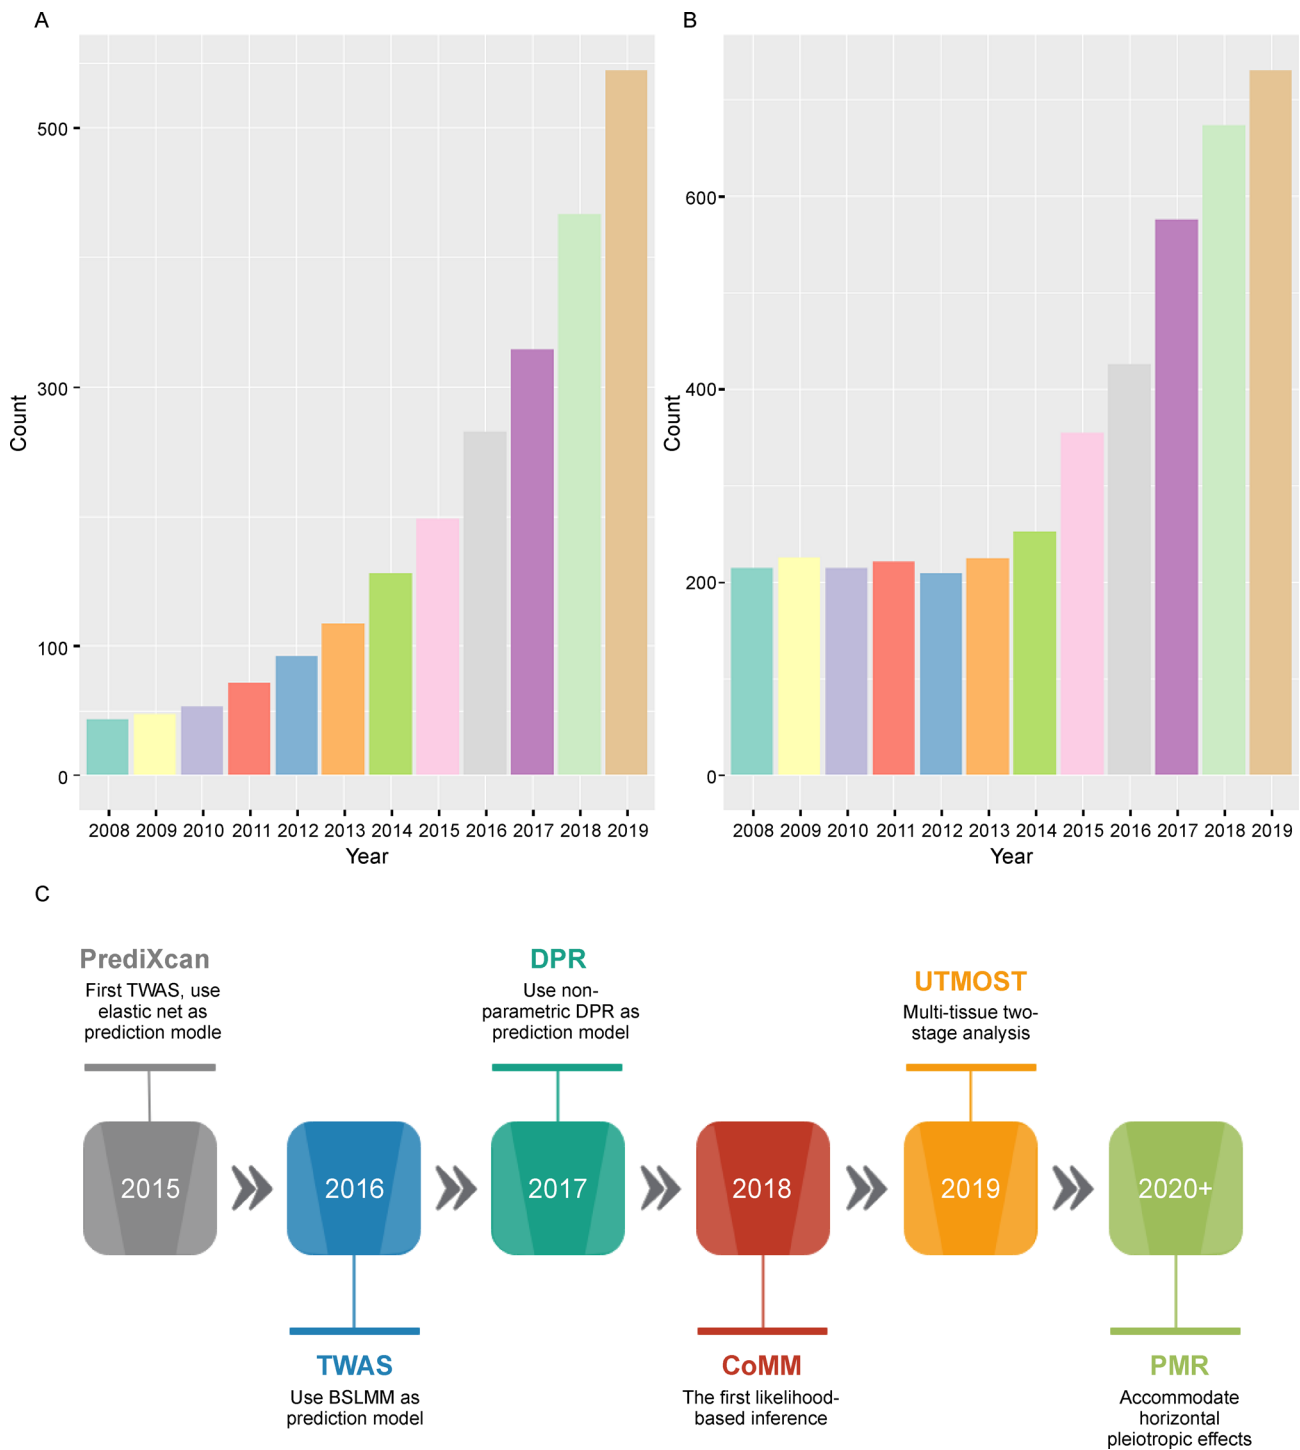 A
500
300
100
0
Count
2008 2009 2010 2011 2012 2013 2014 2015 2016 2017 2018 2019
Year
B
600
400
200
0
Count
2008 2009 2010 2011 2012 2013 2014 2015 2016 2017 2018 2019
Year
C
PrediXcan
First TWAS, use
elastic net as
prediction modle
2015
2016
TWAS
Use BSLMM as
prediction model
DPR
Use non-
parametric DPR as
prediction model
2017
2018
CoMM
The first likelihood-
based inference
UTMOST
Multi-tissue two-
stage analysis
2019
2020+
PMR
Accommodate
horizontal
pleiotropic effects